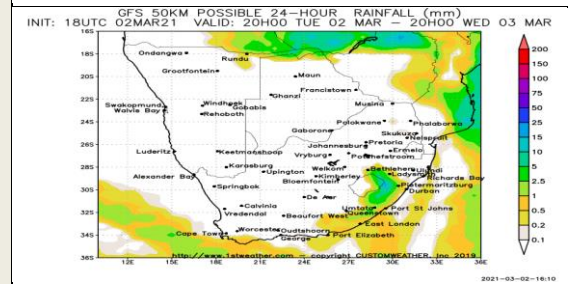 GFS 50KM POSSIBLE 24-HOUR RAINFALL (mm)
INIT: 18UTC 02MAR21 VALID: 20H00 TUE 02 MAR - 20H00 WED 03 MAR
16S
18S
20S
22S
24S
26S
28S
30S
32S
34S
36S
Ondangwa
Rundu
Grootfontein
Maun
Francistown
Ghanzi
Musina
Swakopmund
Windhoek
Gobabis
Walvis Bay
Rehoboth
Polokwane
Phalaborwa
Gaborone
Skukuza
Pretoria
Nelspruit
Johannesburg
Luderitz
Keetmanshoop
Vryburg
Potchefstroom
Ermelo
Karasburg
Upington
Welkom
Bethlehem
Ulundi
Alexander Bay
Kimberley
Ladysmith
Richards Bay
Bloemfontein
Springbok
Pietermaritzburg
Durban
De Aar
Calvinia
Umtata
Port St Johns
Vredendal
Beaufort West
Queenstown
East London
Cape Town
Worcester
Oudtshoorn
George
Port Elizabeth
http://www.1stweather.com - copyright CUSTOMWEATHER, Inc 2019
12E 15E 18E 21E 24E 27E 30E 33E 36E
200
150
100
75
50
25
15
10
5
2.5
1
0.5
0.2
0.1
2021-03-02-16:10